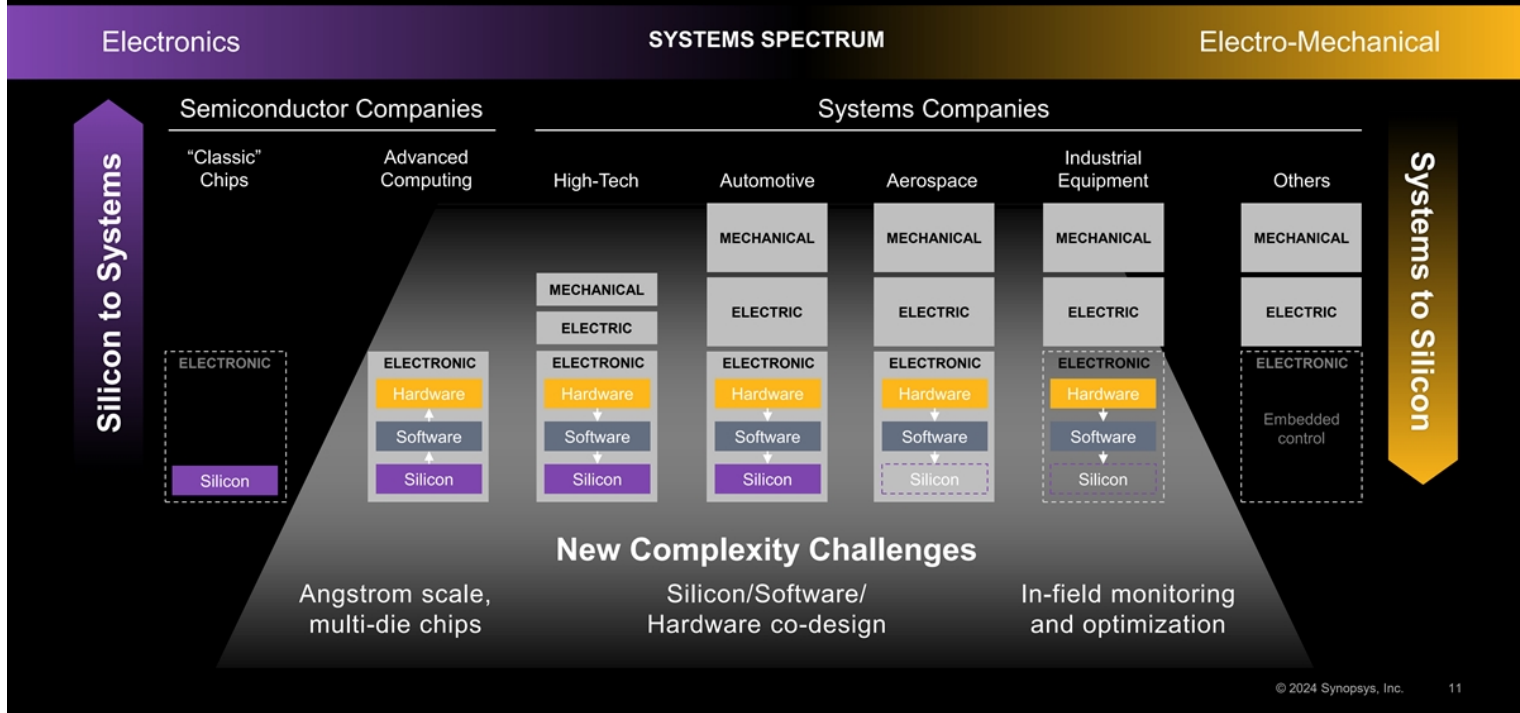 Electronics
SYSTEMS SPECTRUM
Electro-Mechanical
Silicon to Systems
Semiconductor Companies
Systems Companies
Systems to Silicon
“Classic”
Chips
Advanced
Computing
High-Tech
Automotive
Aerospace
Industrial
Equipment
Others
ELECTRONIC
Silicon
ELECTRONIC
Hardware
Software
Silicon
MECHANICAL
ELECTRIC
ELECTRONIC
Hardware
Software
Silicon
MECHANICAL
ELECTRIC
ELECTRONIC
Hardware
Software
Silicon
MECHANICAL
ELECTRIC
ELECTRONIC
Hardware
Software
Silicon
MECHANICAL
ELECTRIC
ELECTRONIC
Hardware
Software
Silicon
MECHANICAL
ELECTRIC
ELECTRONIC
Embedded
control
New Complexity Challenges
Angstrom scale,
multi-die chips
Silicon/Software/
Hardware co-design
In-field monitoring
and optimization
© 2024 Synopsys, Inc. 11